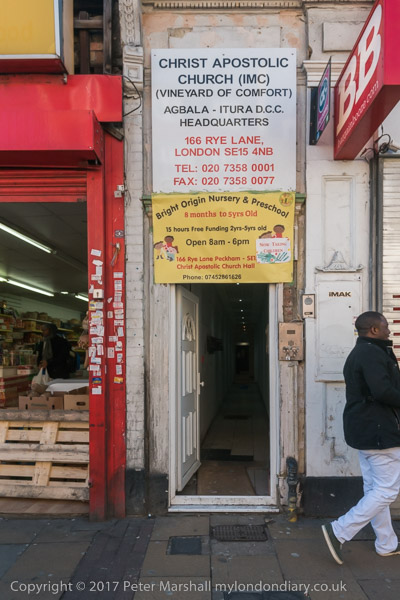 CHRIST APOSTOLIC
CHURCH (IMC)
(VINEYARD OF COMFORT)
AGBALA - ITURA D.C.C.
HEADQUARTERS
166 RYE LANE,
LONDON SE15 4NB
TEL: 020 7358 0001
FAX: 020 7358 0077
Bright Origin Nursery & Preschool
8 months to 5yrs Old
15 hours Free Funding 2yrs-5yrs old
Open 8am - 6pm
166 Rye Lane Peckham - SE1
Christ Apostolic Church Hall
Phone: 07432861626
BB
IMAK
Copyright © 2017 Peter Marshall mylondondiary.co.uk